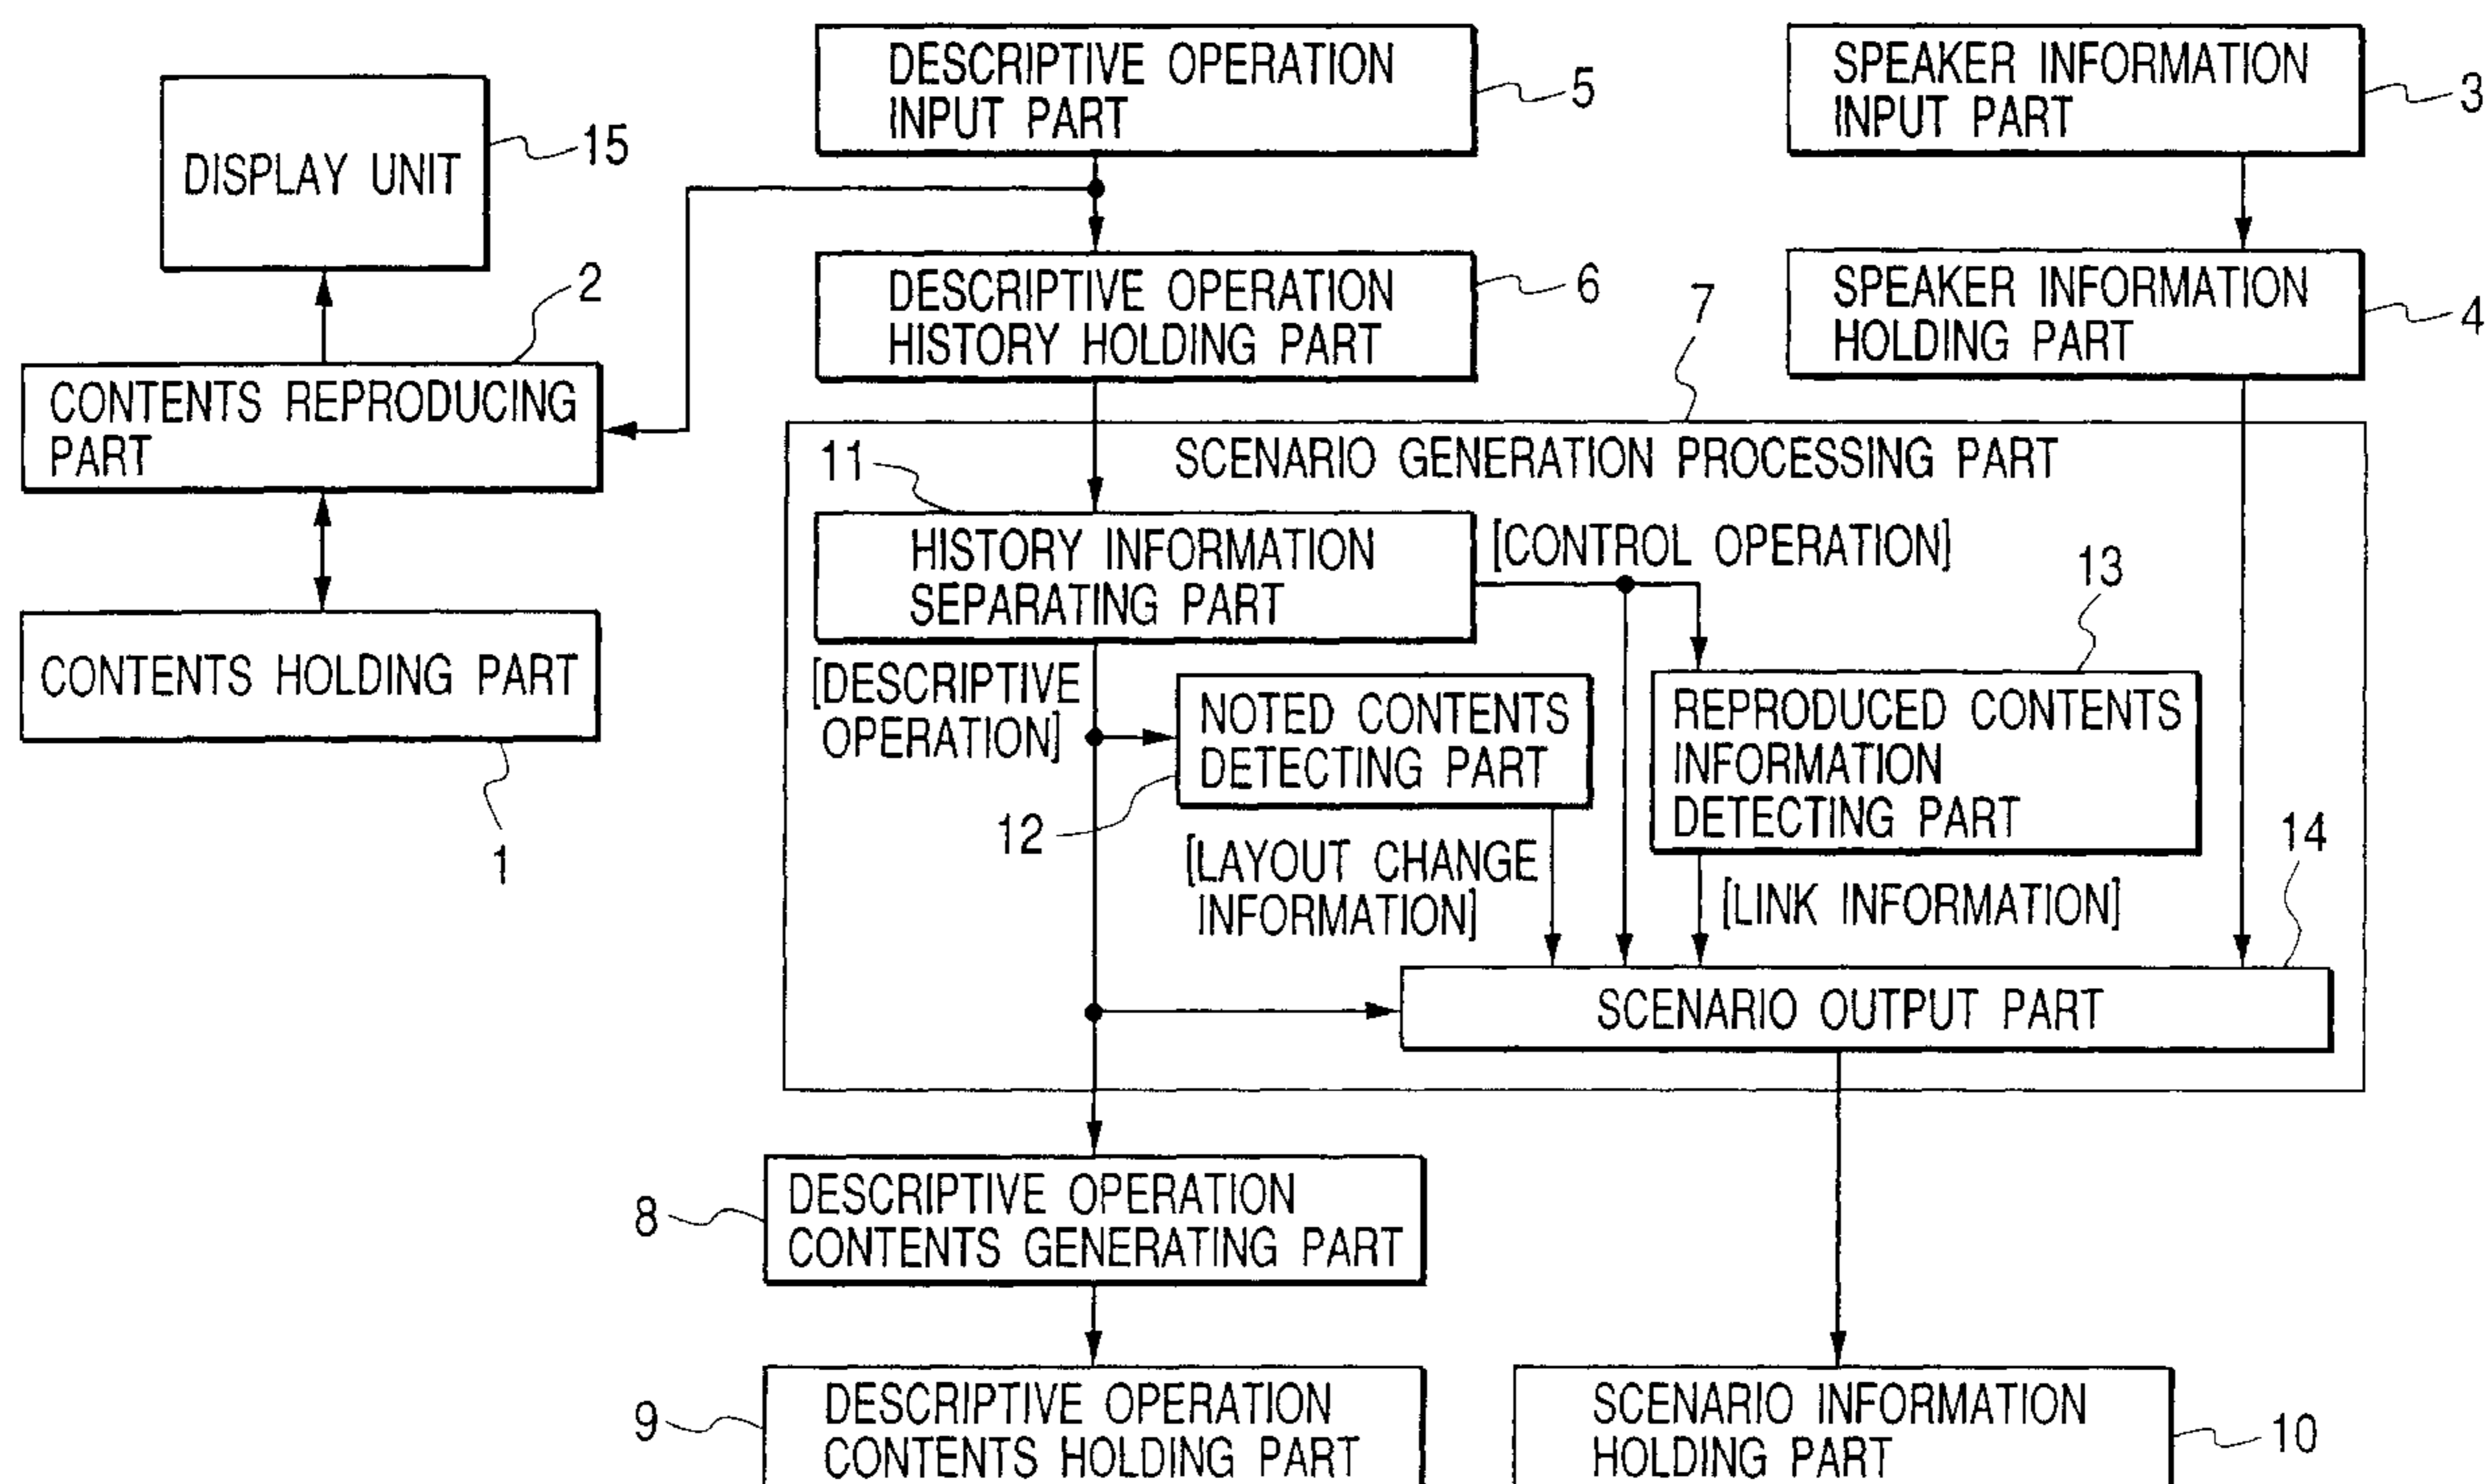 DESCRIPTIVE OPERATION
INPUT PART
5
SPEAKER INFORMATION
INPUT PART
3
DISPLAY UNIT
15
DESCRIPTIVE OPERATION
HISTORY HOLDING PART
6
SPEAKER INFORMATION
HOLDING PART
4
2
CONTENTS REPRODUCING
PART
CONTENTS HOLDING PART
1
7
SCENARIO GENERATION PROCESSING PART
11
HISTORY INFORMATION
SEPARATING PART
[CONTROL OPERATION]
13
[DESCRIPTIVE
OPERATION]
NOTED CONTENTS
DETECTING PART
12
REPRODUCED CONTENTS
INFORMATION
DETECTING PART
[LAYOUT CHANGE
INFORMATION]
[LINK INFORMATION]
14
SCENARIO OUTPUT PART
8
DESCRIPTIVE OPERATION
CONTENTS GENERATING PART
9
DESCRIPTIVE OPERATION
CONTENTS HOLDING PART
SCENARIO INFORMATION
HOLDING PART
10